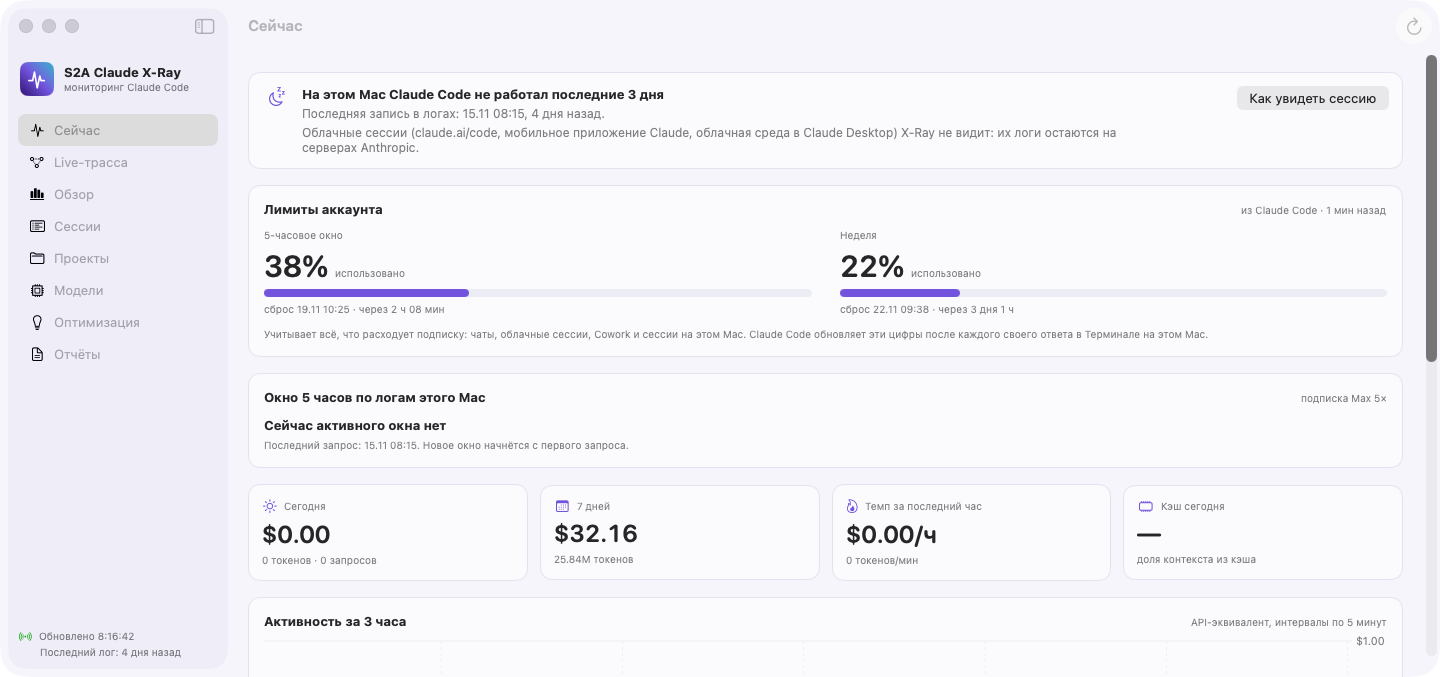 Сейчас
S2A Claude X-Ray
мониторинг Claude Code
Сейчас
Live-трасса
Обзор
Сессии
Проекты
Модели
Оптимизация
Отчёты
Обновлено 8:16:42
Последний лог: 4 дня назад
На этом Mac Claude Code не работал последние 3 дня
Как увидеть сессию
Последняя запись в логах: 15.11 08:15, 4 дня назад.
Облачные сессии (claude.ai/code, мобильное приложение Claude, облачная среда в Claude Desktop) X-Ray не видит: их логи остаются на
серверах Anthropic.
Лимиты аккаунта
из Claude Code · 1 мин назад
5-часовое окно
38% использовано
сброс 19.11 10:25 · через 2 ч 08 мин
Неделя
22% использовано
сброс 22.11 09:38 · через 3 дня 1 ч
Учитывает всё, что расходует подписку: чаты, облачные сессии, Cowork и сессии на этом Mac. Claude Code обновляет эти цифры после каждого своего ответа в Терминале на этом Mac.
Окно 5 часов по логам этого Mac
подписка Max 5×
Сейчас активного окна нет
Последний запрос: 15.11 08:15. Новое окно начнётся с первого запроса.
Сегодня
$0.00
0 токенов · 0 запросов
7 дней
$32.16
25.84M токенов
Темп за последний час
$0.00/ч
0 токенов/мин
Кэш сегодня
—
доля контекста из кэша
Активность за 3 часа
API-эквивалент, интервалы по 5 минут
$1.00